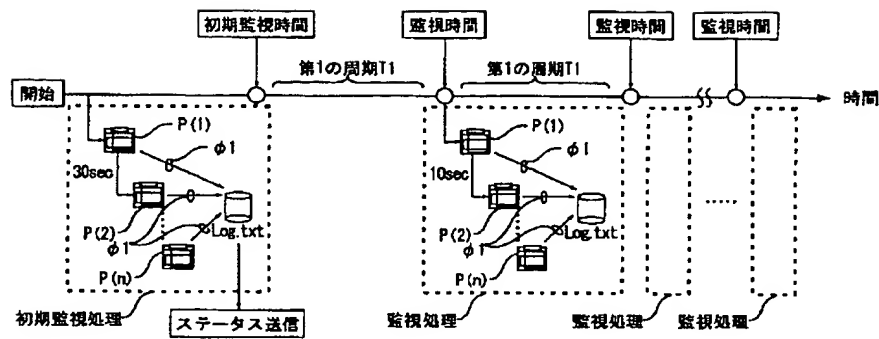 初期監視時間
監視時間
監視時間
監視時間
第1の周期T1
第1の周期T1
開始
時間
P(1)
φ1
30sec
P(2)
φ1
Log.txt
P(n)
P(1)
φ1
10sec
P(2)
φ1
Log.txt
P(n)
初期監視処理
ステータス送信
監視処理
監視処理
監視処理